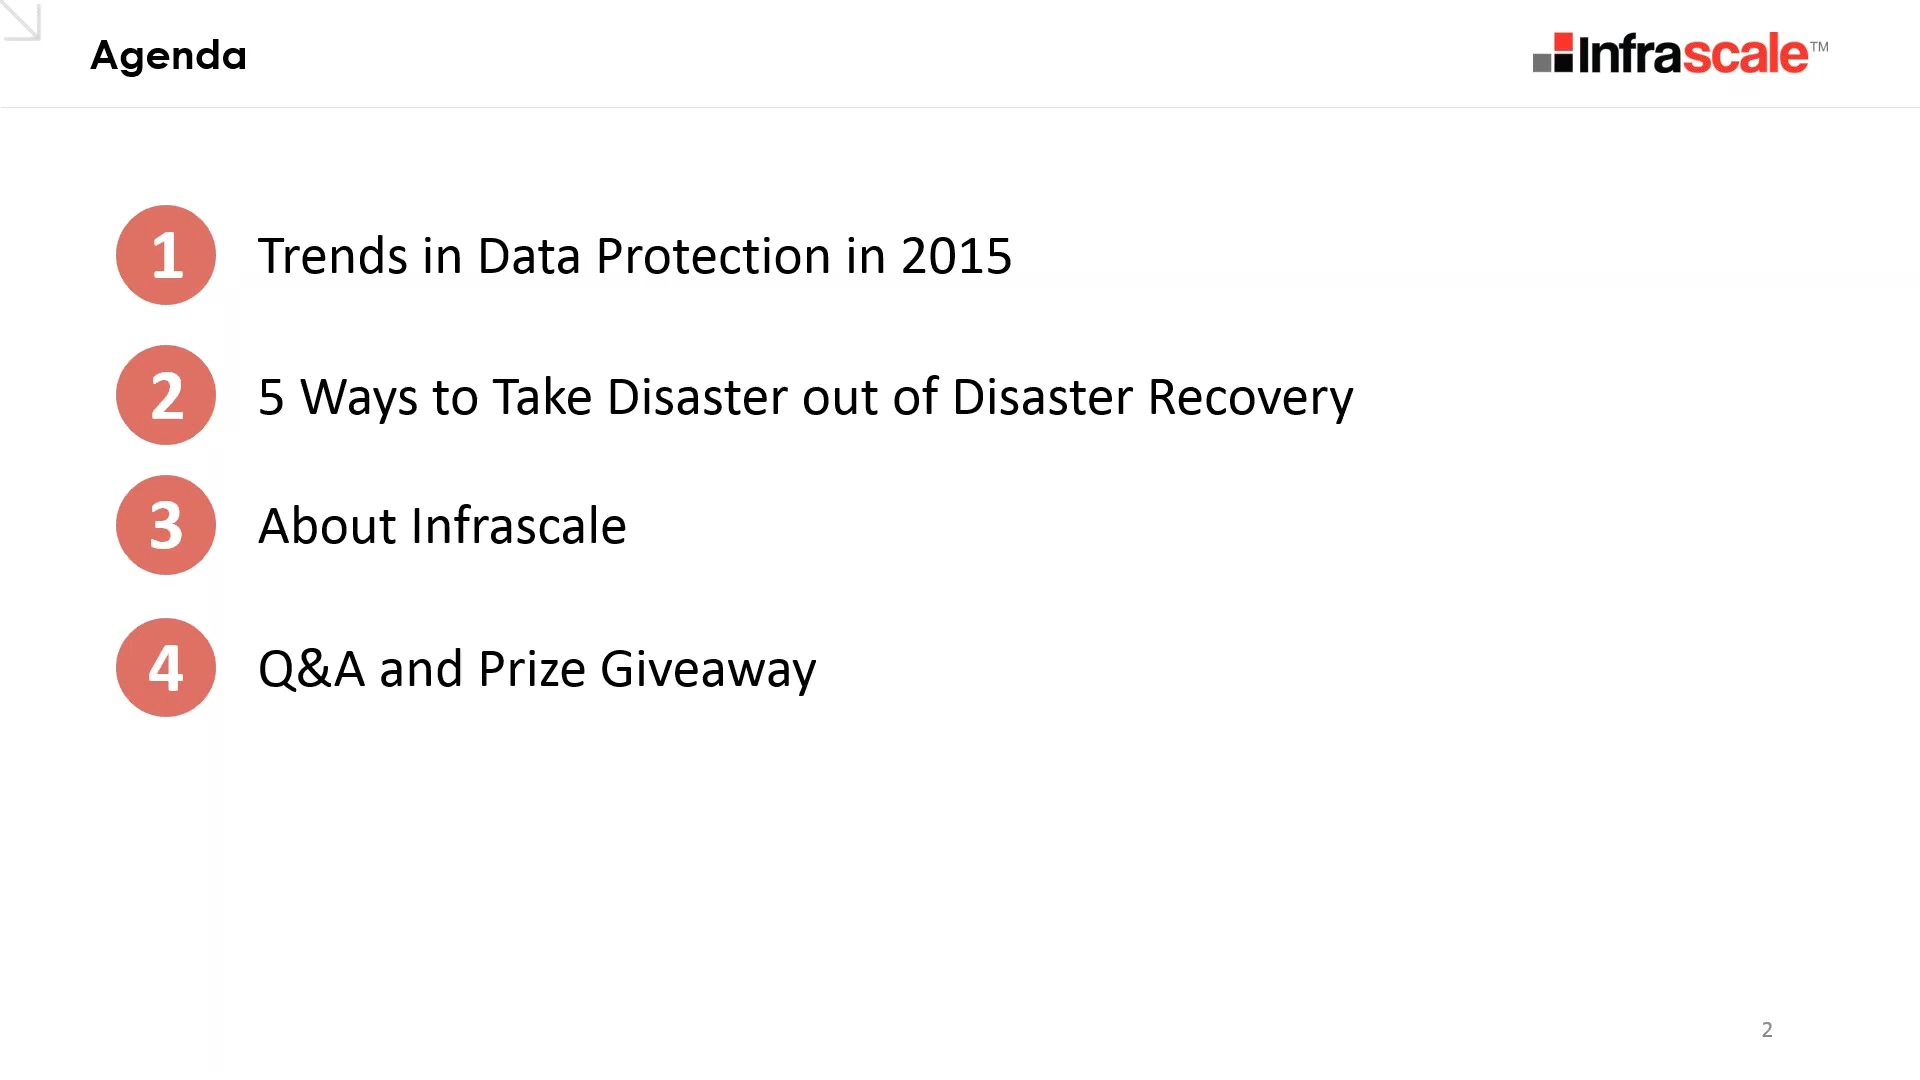 Agenda
Infrascale™
1 Trends in Data Protection in 2015
2 5 Ways to Take Disaster out of Disaster Recovery
3 About Infrascale
4 Q&A and Prize Giveaway
2